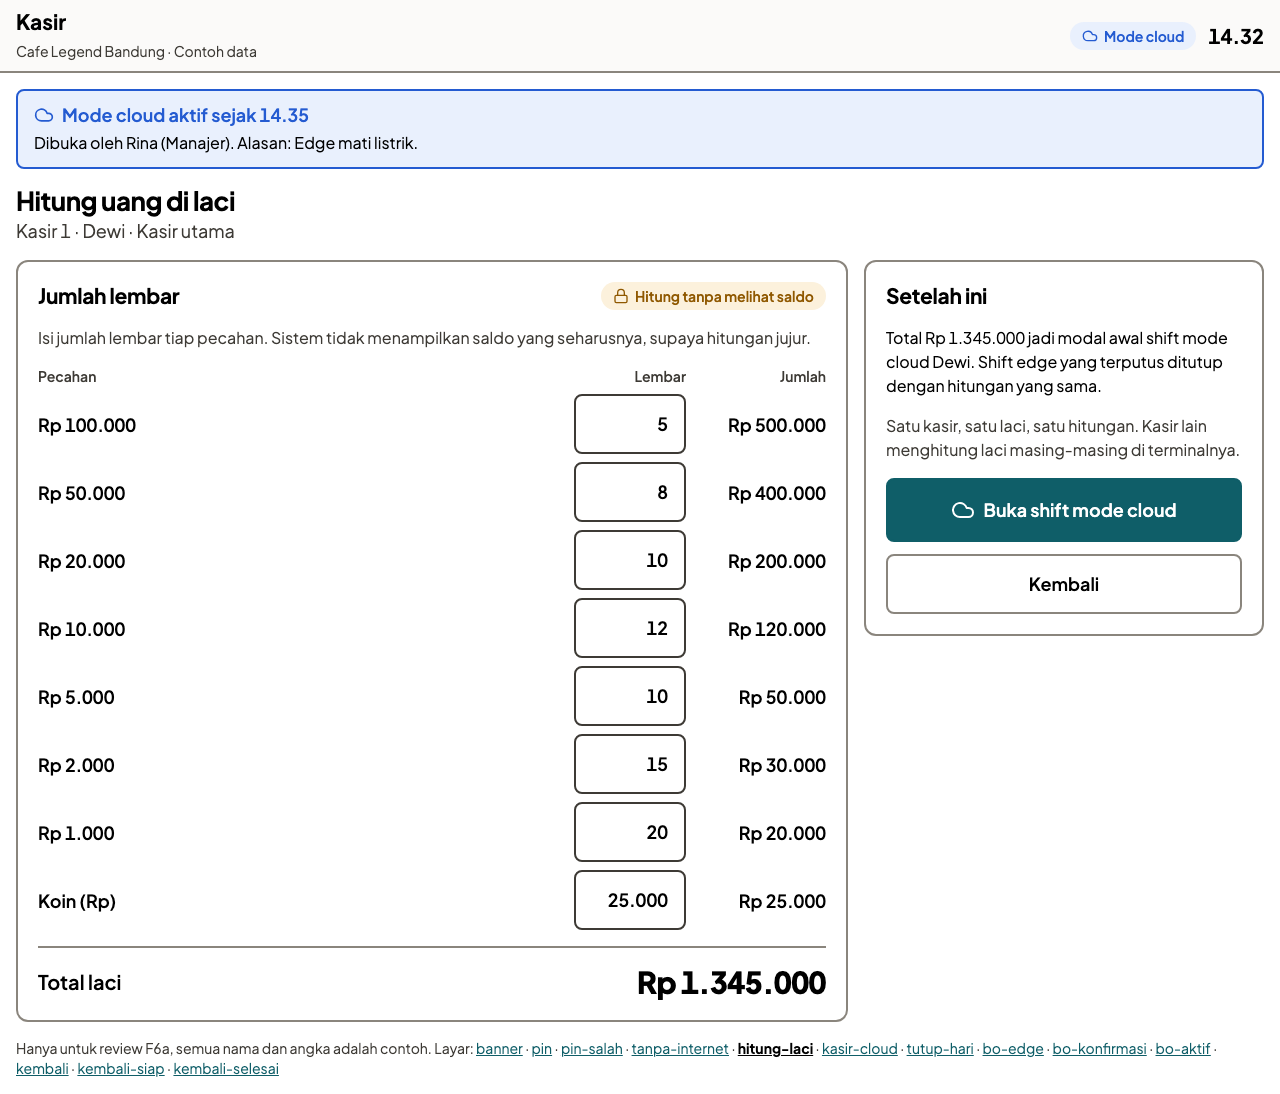 Kasir
Cafe Legend Bandung · Contoh data
Mode cloud
14.32
Mode cloud aktif sejak 14.35
Dibuka oleh Rina (Manajer). Alasan: Edge mati listrik.
Hitung uang di laci
Kasir 1 · Dewi · Kasir utama
Jumlah lembar
Hitung tanpa melihat saldo
Isi jumlah lembar tiap pecahan. Sistem tidak menampilkan saldo yang seharusnya, supaya hitungan jujur.
Pecahan Lembar Jumlah
Rp 100.000 5 Rp 500.000
Rp 50.000 8 Rp 400.000
Rp 20.000 10 Rp 200.000
Rp 10.000 12 Rp 120.000
Rp 5.000 10 Rp 50.000
Rp 2.000 15 Rp 30.000
Rp 1.000 20 Rp 20.000
Koin (Rp) 25.000 Rp 25.000
Total laci Rp 1.345.000
Setelah ini
Total Rp 1.345.000 jadi modal awal shift mode
cloud Dewi. Shift edge yang terputus ditutup
dengan hitungan yang sama.
Satu kasir, satu laci, satu hitungan. Kasir lain
menghitung laci masing-masing di terminalnya.
Buka shift mode cloud
Kembali
Hanya untuk review F6a, semua nama dan angka adalah contoh. Layar: banner · pin · pin-salah · tanpa-internet · hitung-laci · kasir-cloud · tutup-hari · bo-edge · bo-konfirmasi · bo-aktif ·
kembali · kembali-siap · kembali-selesai